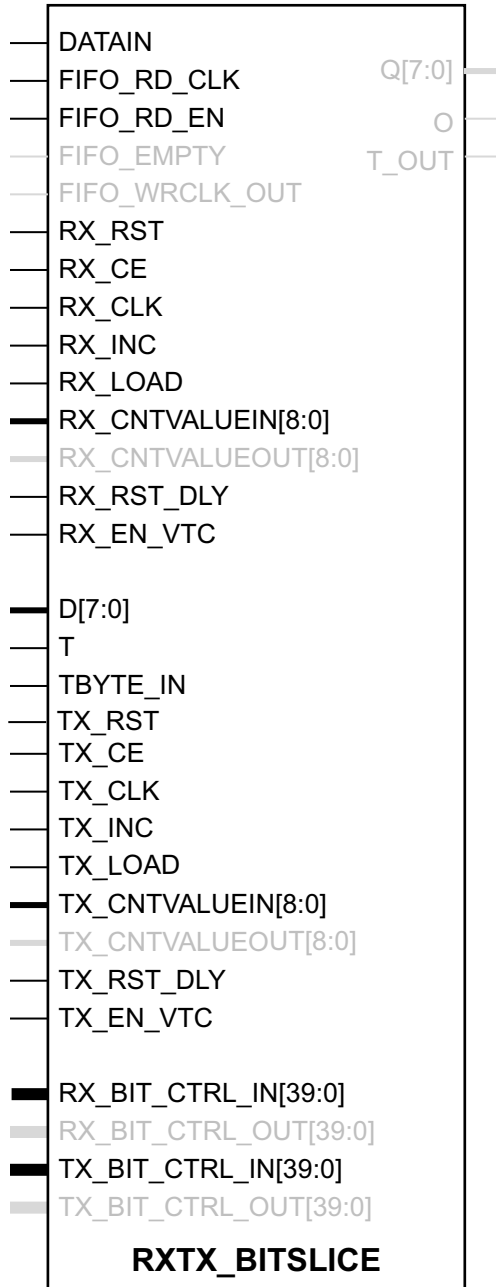 DATAIN
FIFO_RD_CLK
Q[7:0]
FIFO_RD_EN
O
FIFO_EMPTY
T_OUT
FIFO_WRCLK_OUT
RX_RST
RX_CE
RX_CLK
RX_INC
RX_LOAD
RX_CNTVALUEIN[8:0]
RX_CNTVALUEOUT[8:0]
RX_RST_DLY
RX_EN_VTC
D[7:0]
T
TBYTE_IN
TX_RST
TX_CE
TX_CLK
TX_INC
TX_LOAD
TX_CNTVALUEIN[8:0]
TX_CNTVALUEOUT[8:0]
TX_RST_DLY
TX_EN_VTC
RX_BIT_CTRL_IN[39:0]
RX_BIT_CTRL_OUT[39:0]
TX_BIT_CTRL_IN[39:0]
TX_BIT_CTRL_OUT[39:0]
RXTX_BITSLICE